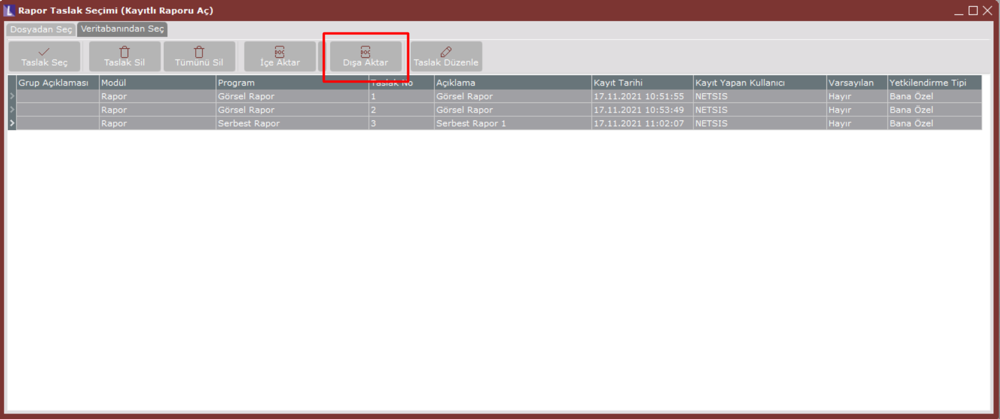 Rapor Taslak Seçimi (Kayıtlı Raporu Aç)
Dosyadan Seç Veritabanından Seç
Taslak Seç Taslak Sil Tümünü Sil İçe Aktar Dışa Aktar Taslak Düzenle
Grup Açıklaması Modül Program Taslak No Açıklama Kayıt Tarihi Kayıt Yapan Kullanıcı Varsayılan Yetkilendirme Tipi
Rapor Görsel Rapor 1 Görsel Rapor 17.11.2021 10:51:55 NETSIS Hayır Bana Özel
Rapor Görsel Rapor 2 Görsel Rapor 17.11.2021 10:53:49 NETSIS Hayır Bana Özel
Rapor Serbest Rapor 3 Serbest Rapor 1 17.11.2021 11:02:07 NETSIS Hayır Bana Özel